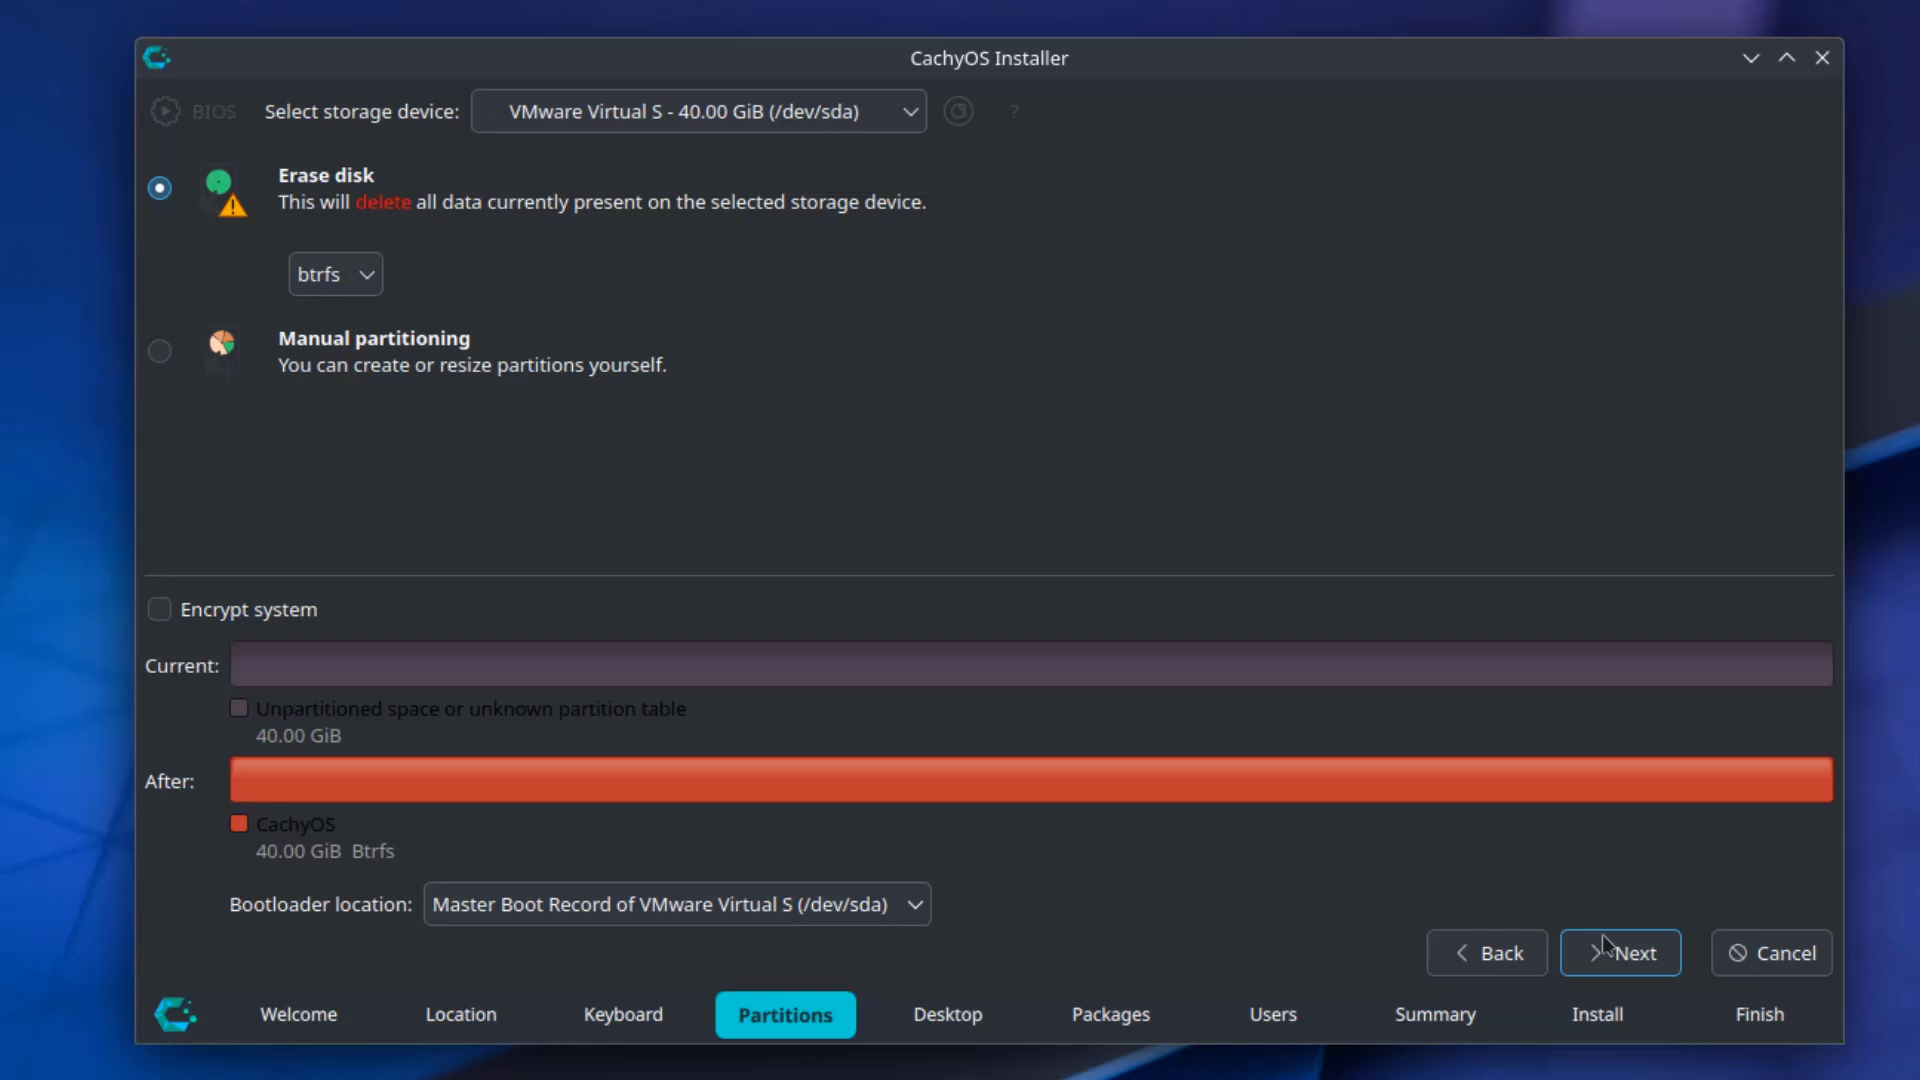 CachyOS Installer
BIOS Select storage device: VMware Virtual S - 40.00 GiB (/dev/sda) ?
Erase disk
This will delete all data currently present on the selected storage device.
btrfs
Manual partitioning
You can create or resize partitions yourself.
Encrypt system
Current:
Unpartitioned space or unknown partition table
40.00 GiB
After:
CachyOS
40.00 GiB Btrfs
Bootloader location: Master Boot Record of VMware Virtual S (/dev/sda)
Back Next Cancel
Welcome Location Keyboard Partitions Desktop Packages Users Summary Install Finish